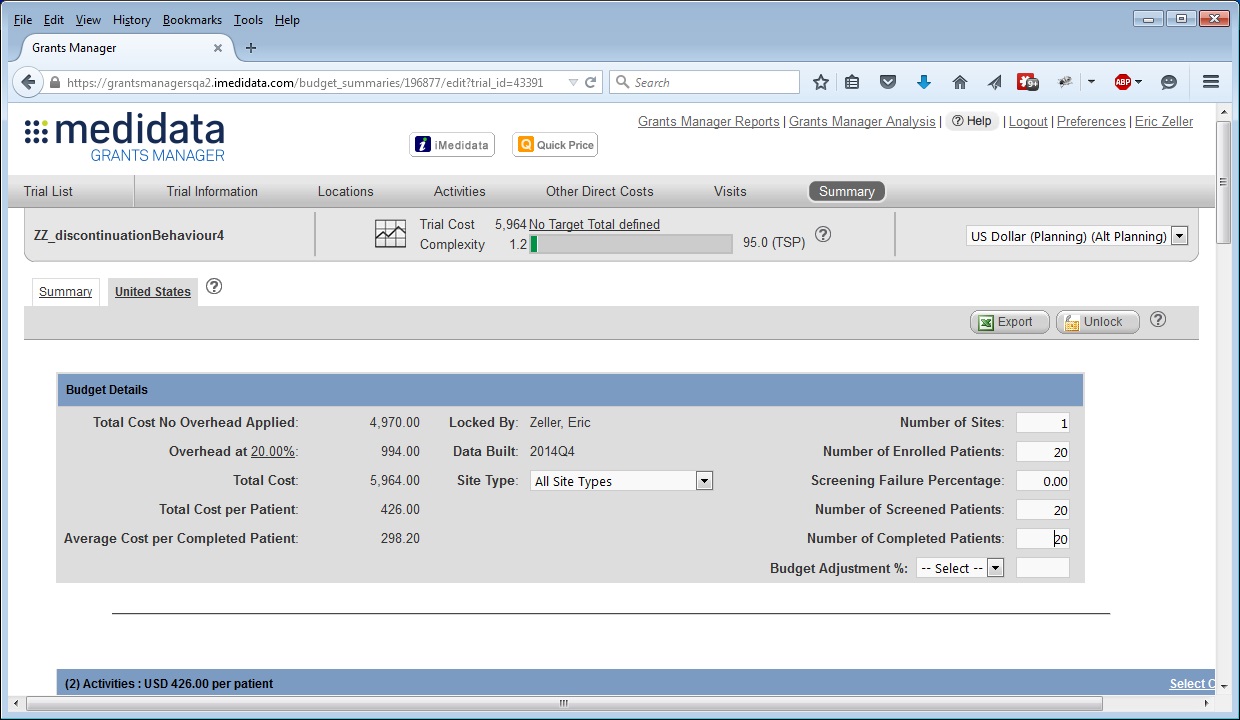 File Edit View History Bookmarks Tools Help
Grants Manager
https://grantsmanagersqa2.imedidata.com/budget_summaries/196877/edit?trial_id=43391 Search 9+ ABP
medidata
GRANTS MANAGER
iMedidata Quick Price
Grants Manager Reports | Grants Manager Analysis | Help | Logout | Preferences | Eric Zeller
Trial List Trial Information Locations Activities Other Direct Costs Visits Summary
ZZ_discontinuationBehaviour4
Trial Cost 5,964 No Target Total defined
Complexity 1.2 95.0 (TSP) ?
US Dollar (Planning) (Alt Planning)
Summary United States ?
Export Unlock ?
Budget Details
Total Cost No Overhead Applied: 4,970.00 Locked By: Zeller, Eric Number of Sites: 1
Overhead at 20.00%: 994.00 Data Built: 2014Q4 Number of Enrolled Patients: 20
Total Cost: 5,964.00 Site Type: All Site Types Screening Failure Percentage: 0.00
Total Cost per Patient: 426.00 Number of Screened Patients: 20
Average Cost per Completed Patient: 298.20 Number of Completed Patients: 20
Budget Adjustment %: -- Select --
(2) Activities : USD 426.00 per patient Select C